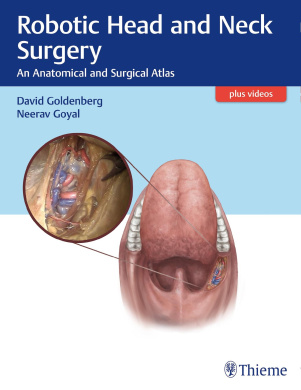 Robotic Head and Neck
Surgery
An Anatomical and Surgical Atlas
plus videos
David Goldenberg
Neerav Goyal
Thieme